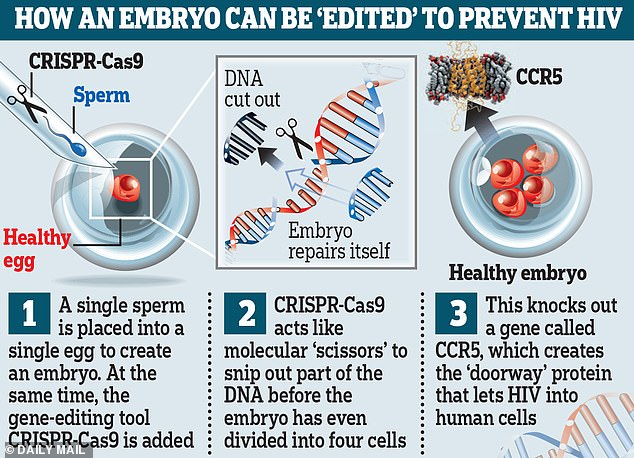 HOW AN EMBRYO CAN BE ‘EDITED’ TO PREVENT HIV
CRISPR-Cas9
Sperm
Healthy
egg
DNA
cut out
Embryo
repairs itself
CCR5
Healthy embryo
1 A single sperm
is placed into a
single egg to create
an embryo. At the
same time, the
gene-editing tool
CRISPR-Cas9 is added
2 CRISPR-Cas9
acts like
molecular ‘scissors’ to
snip out part of the
DNA before the
embryo has even
divided into four cells
3 This knocks out
a gene called
CCR5, which creates
the ‘doorway’ protein
that lets HIV into
human cells
© DAILY MAIL